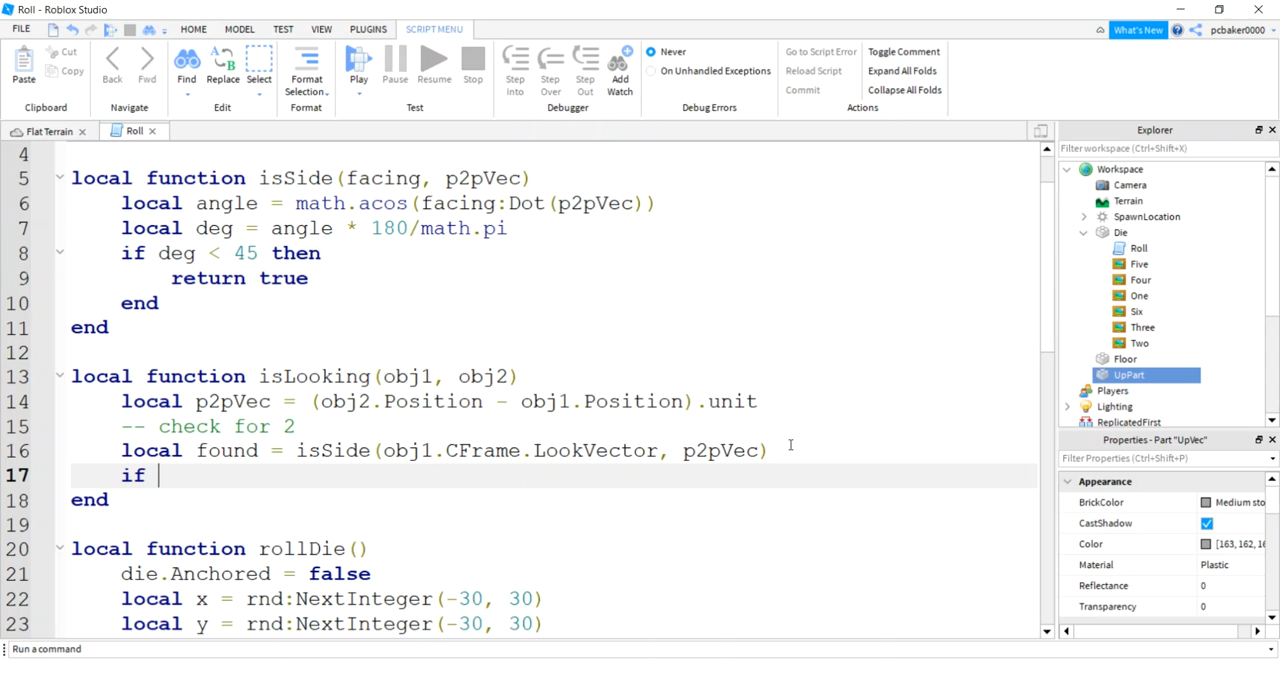 Roll - Roblox Studio
FILE HOME MODEL TEST VIEW PLUGINS SCRIPT MENU What's New pcbaker0000
Paste Cut Copy Back Fwd Find Replace Select Format Selection Play Pause Resume Stop Step Into Step Over Step Out Add Watch
Never
On Unhandled Exceptions
Go to Script Error
Reload Script
Commit
Toggle Comment
Expand All Folds
Collapse All Folds
Clipboard Navigate Edit Format Test Debugger Debug Errors Actions
Flat Terrain Roll
4
5 local function isSide(facing, p2pVec)
6 local angle = math.acos(facing:Dot(p2pVec))
7 local deg = angle * 180/math.pi
8 if deg < 45 then
9 return true
10 end
11 end
12
13 local function isLooking(obj1, obj2)
14 local p2pVec = (obj2.Position - obj1.Position).unit
15 -- check for 2
16 local found = isSide(obj1.CFrame.LookVector, p2pVec)
17 if
18 end
19
20 local function rollDie()
21 die.Anchored = false
22 local x = rnd:NextInteger(-30, 30)
23 local y = rnd:NextInteger(-30, 30)
Explorer
Filter workspace (Ctrl+Shift+X)
Workspace
Camera
Terrain
SpawnLocation
Die
Roll
Five
Four
One
Six
Three
Two
Floor
UpPart
Players
Lighting
ReplicatedFirst
Properties - Part "UpVec"
Filter Properties (Ctrl+Shift+P)
Appearance
BrickColor Medium sto
CastShadow
Color [163, 162, 16
Material Plastic
Reflectance 0
Transparency 0
Run a command